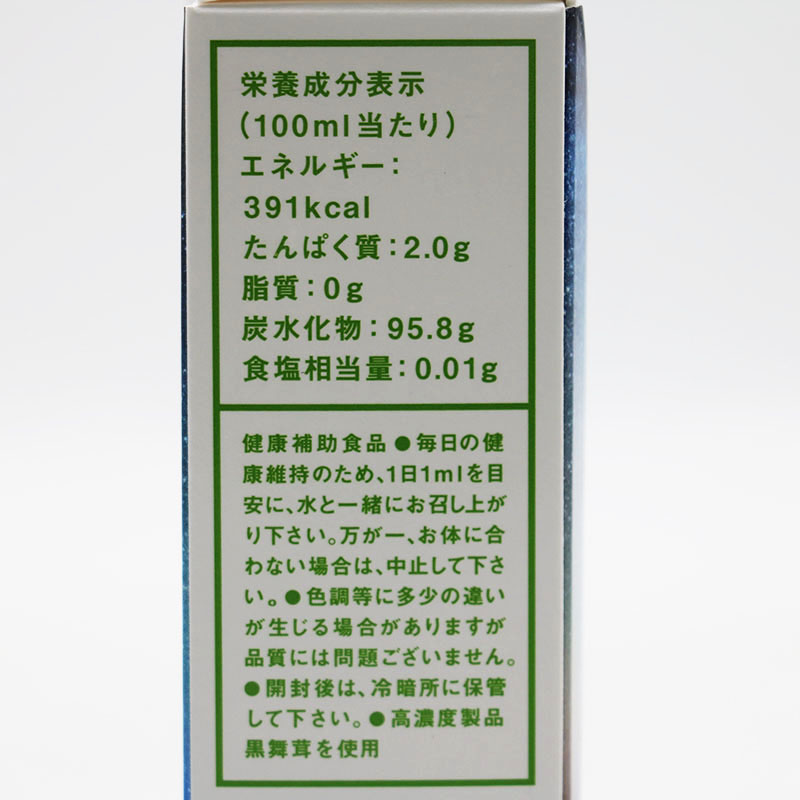 栄養成分表示
(100ml当たり)
エネルギー:
391kcal
たんぱく質:2.0g
脂質:0g
炭水化物:95.8g
食塩相当量:0.01g
健康補助食品●毎日の健
康維持のため、1日1mlを目
安に、水と一緒にお召し上が
り下さい。万が一、お体に合
わない場合は、中止して下さ
い。●色調等に多少の違い
が生じる場合がありますが
品質には問題ございません。
●開封後は、冷暗所に保管
して下さい。●高濃度製品
黒舞茸を使用